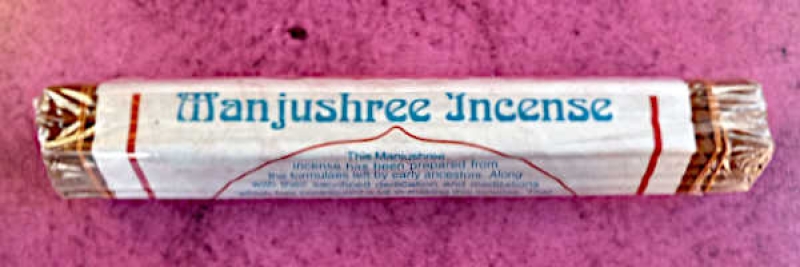 Manjushree Incense
This Manjushree
Incense has been prepared from
the formulaes left by early ancestors. Along
with their sacrificed dedication and meditations